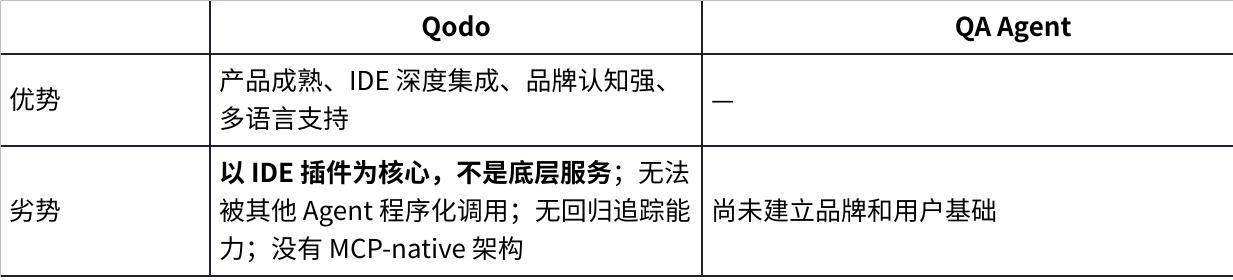 Qodo
QA Agent
优势
产品成熟、IDE 深度集成、品牌认知强、
多语言支持
—
劣势
以 IDE 插件为核心，不是底层服务；无法
被其他 Agent 程序化调用；无回归追踪能
力；没有 MCP-native 架构
尚未建立品牌和用户基础